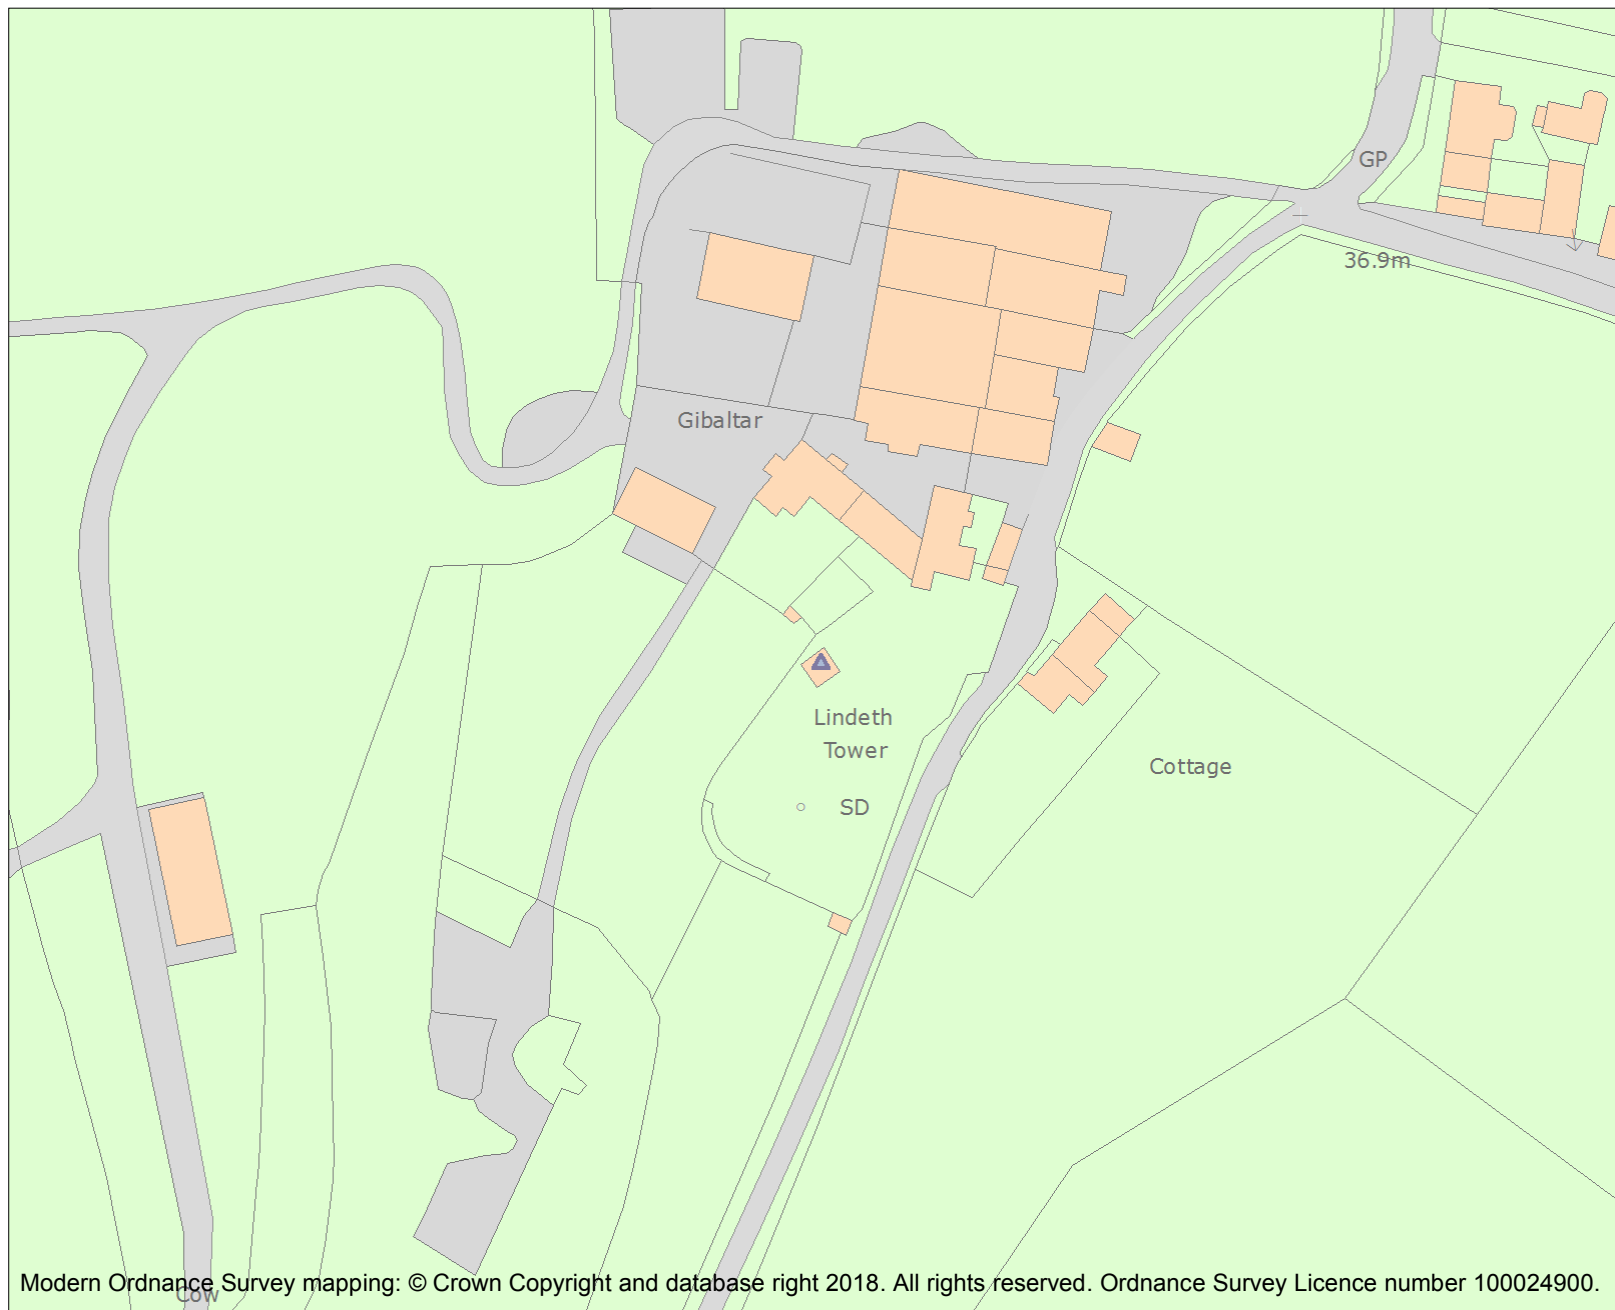 GP
36.9m
Gibaltar
Lindeth
Tower
Cottage
SD
Modern Ordnance Survey mapping: © Crown Copyright and database right 2018. All rights reserved. Ordnance Survey Licence number 100024900.
Cow